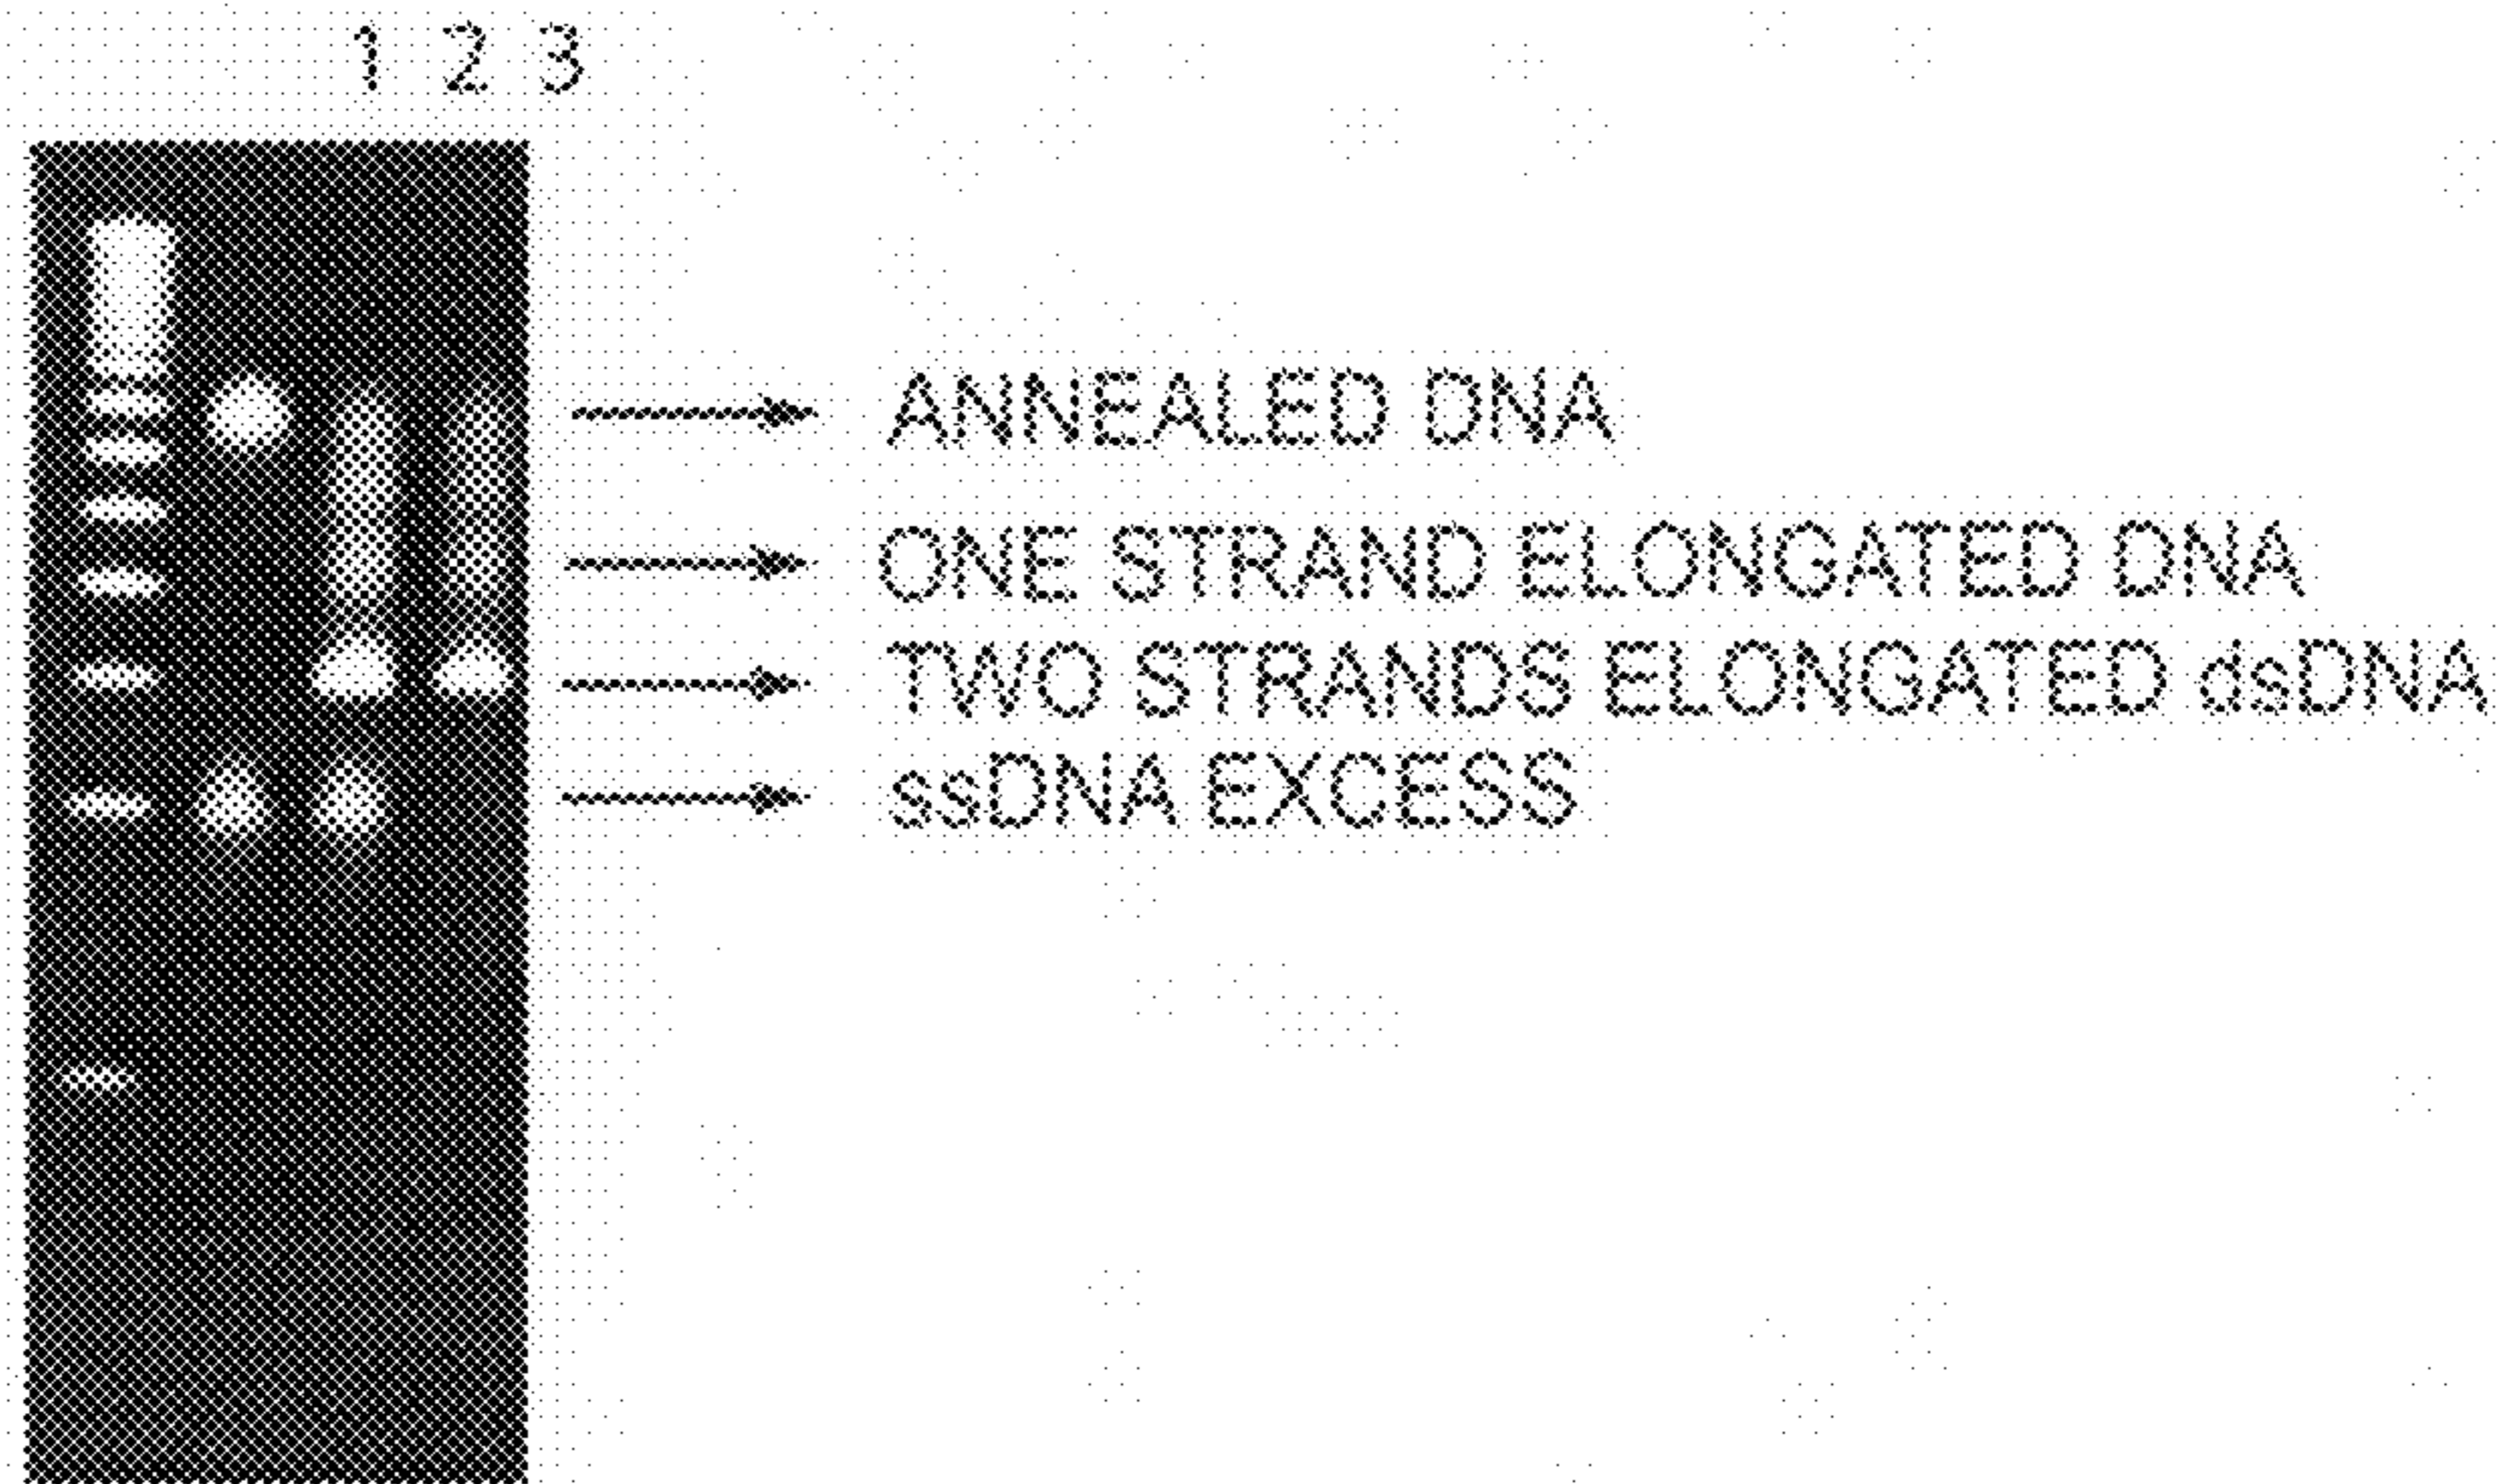 1 2 3
ANNEALED DNA
ONE STRAND ELONGATED DNA
TWO STRANDS ELONGATED dsDNA
ssDNA EXCESS